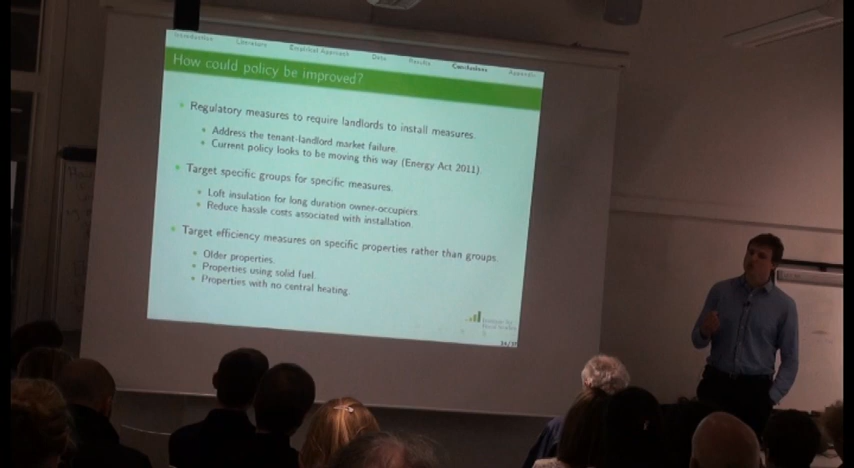 Introduction Literature Empirical Approach Data Results Conclusions Appendix
How could policy be improved?
Regulatory measures to require landlords to install measures.
Address the tenant-landlord market failure.
Current policy looks to be moving this way (Energy Act 2011).
Target specific groups for specific measures.
Loft insulation for long duration owner-occupiers.
Reduce hassle costs associated with installation.
Target efficiency measures on specific properties rather than groups.
Older properties.
Properties using solid fuel.
Properties with no central heating.
Institute for
Fiscal Studies